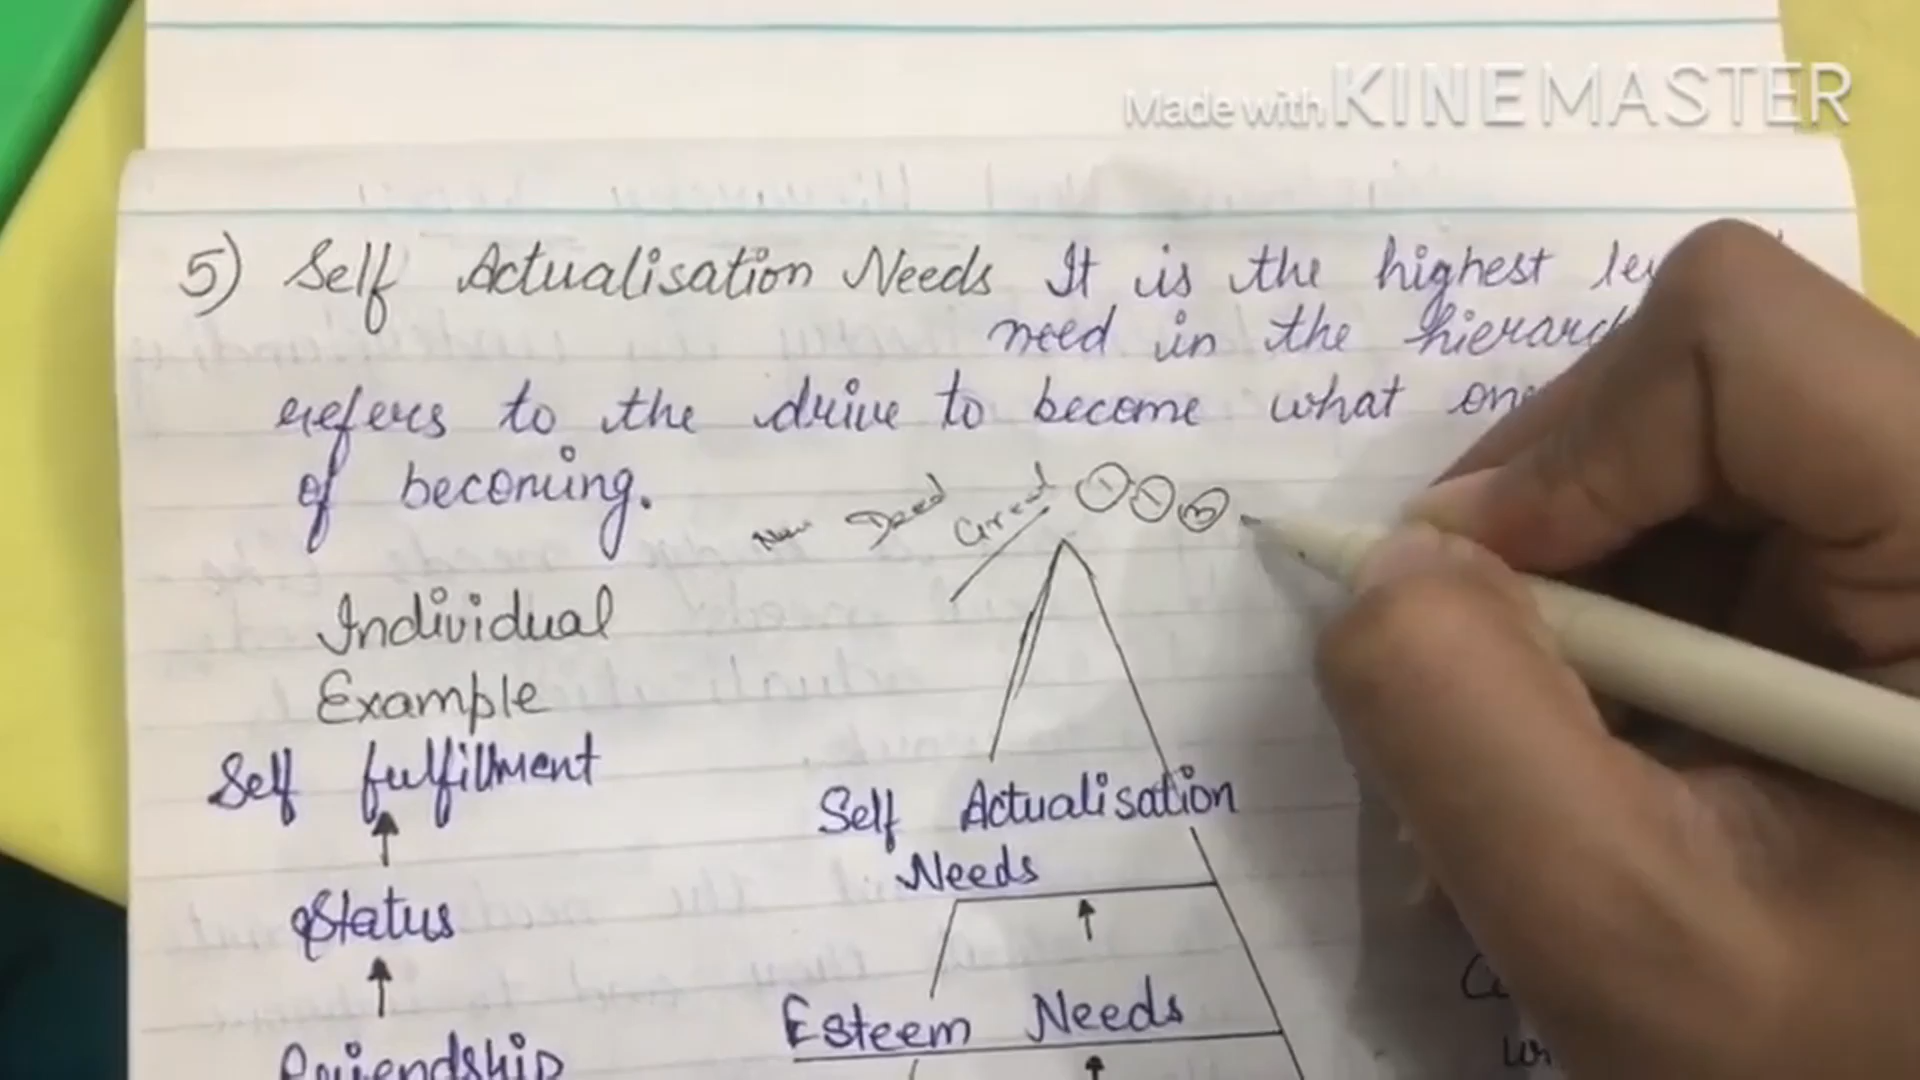 Made with KINEMASTER
5) Self Actualisation Needs It is the highest
need in the
refers to the drive to become what
of becoming.
Individual
Example
Self fulfillment
Status
Friendship
Self Actualisation
Needs
Esteem Needs